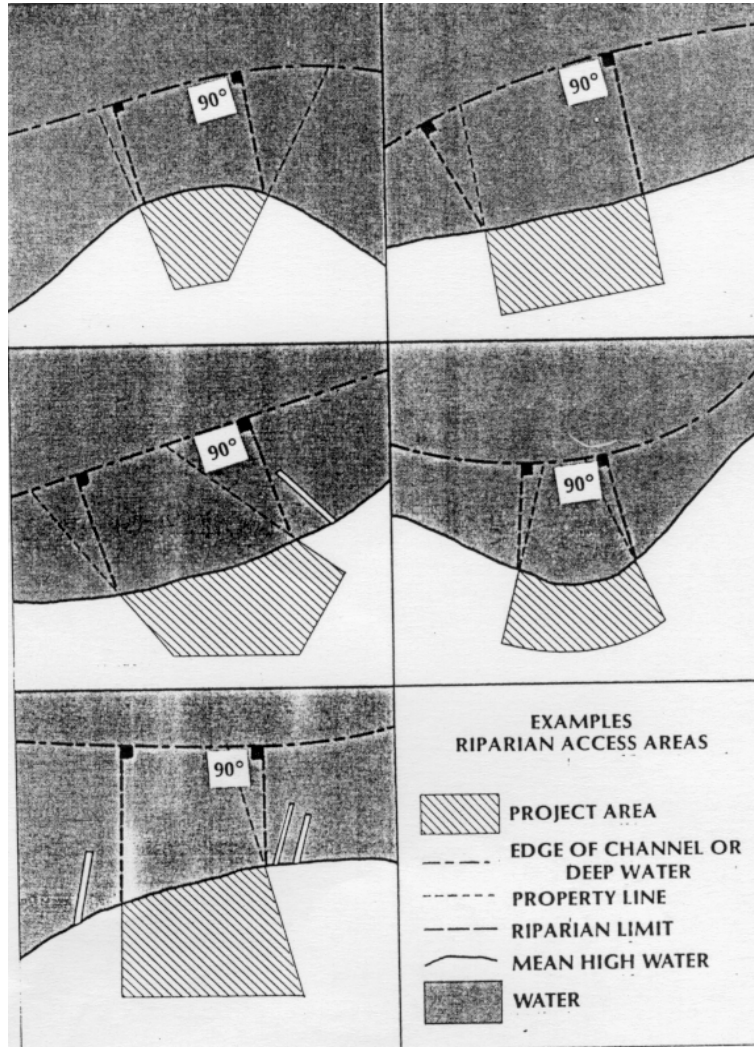 90°
90°
90°
90°
90°
EXAMPLES
RIPARIAN ACCESS AREAS
PROJECT AREA
EDGE OF CHANNEL OR
DEEP WATER
PROPERTY LINE
RIPARIAN LIMIT
MEAN HIGH WATER
WATER